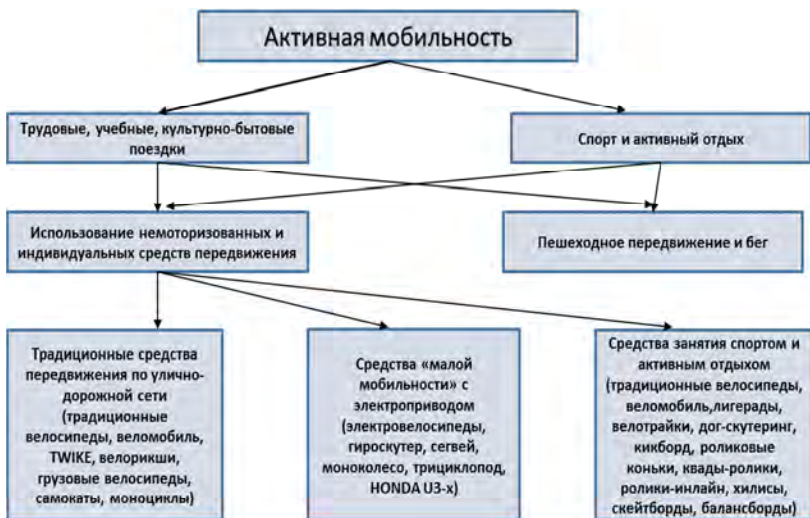 Активная мобильность
Трудовые, учебные, культурно-бытовые
поездки
Спорт и активный отдых
Использование немоторизованных и
индивидуальных средств передвижения
Пешеходное передвижение и бег
Традиционные средства
передвижения по улично-
дорожной сети
(традиционные
велосипеды, веломобиль,
TWIKE, велорикши,
грузовые велосипеды,
самокаты, моноциклы)
Средства «малой
мобильности» с
электроприводом
(электровелосипеды,
гироскутер, сегвей,
моноколесо, трициклопод,
HONDA U3-x)
Средства занятия спортом и
активным отдыхом
(традиционные велосипеды,
веломобиль,лигерады,
велотрайки, дог-скутеринг,
кикборд, роликовые
коньки, квады-ролики,
ролики-инлайн, хилисы,
скейтборды, балансборды)